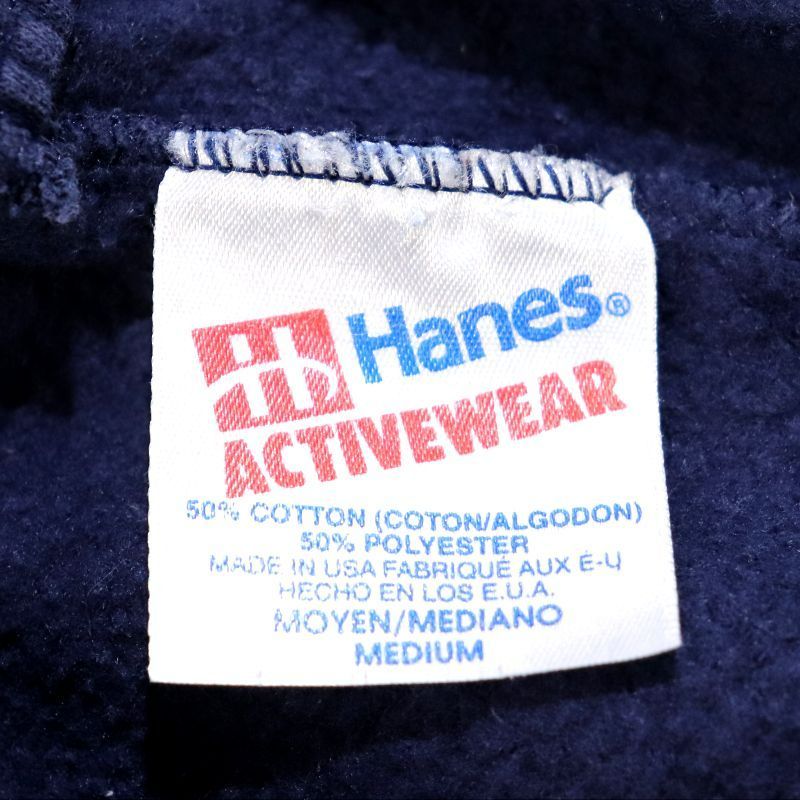 Hanes®
ACTIVEWEAR
50% COTTON (COTON/ALGODON)
50% POLYESTER
MADE IN USA FABRIQUÉ AUX É-U
HECHO EN LOS E.U.A.
MOYEN/MEDIANO
MEDIUM